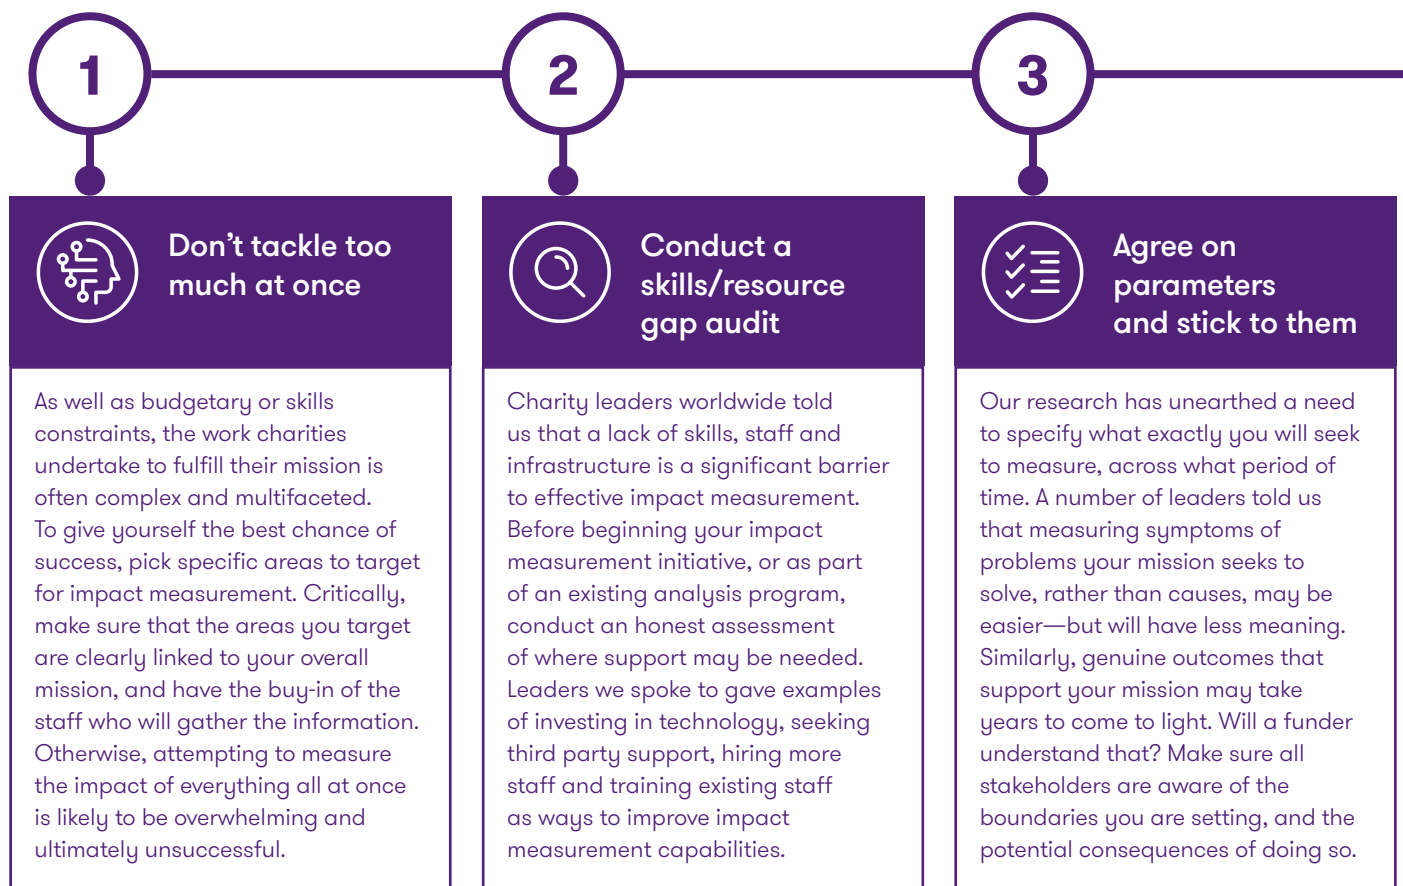 1
2
3
Don't tackle too
much at once
As well as budgetary or skills
constraints, the work charities
undertake to fulfill their mission is
often complex and multifaceted.
To give yourself the best chance of
success, pick specific areas to target
for impact measurement. Critically,
make sure that the areas you target
are clearly linked to your overall
mission, and have the buy-in of the
staff who will gather the information.
Otherwise, attempting to measure
the impact of everything all at once
is likely to be overwhelming and
ultimately unsuccessful.
Conduct a
skills/resource
gap audit
Charity leaders worldwide told
us that a lack of skills, staff and
infrastructure is a significant barrier
to effective impact measurement.
Before beginning your impact
measurement initiative, or as part
of an existing analysis program,
conduct an honest assessment
of where support may be needed.
Leaders we spoke to gave examples
of investing in technology, seeking
third party support, hiring more
staff and training existing staff
as ways to improve impact
measurement capabilities.
Agree on
parameters
and stick to them
Our research has unearthed a need
to specify what exactly you will seek
to measure, across what period of
time. A number of leaders told us
that measuring symptoms of
problems your mission seeks to
solve, rather than causes, may be
easier—but will have less meaning.
Similarly, genuine outcomes that
support your mission may take
years to come to light. Will a funder
understand that? Make sure all
stakeholders are aware of the
boundaries you are setting, and the
potential consequences of doing so.